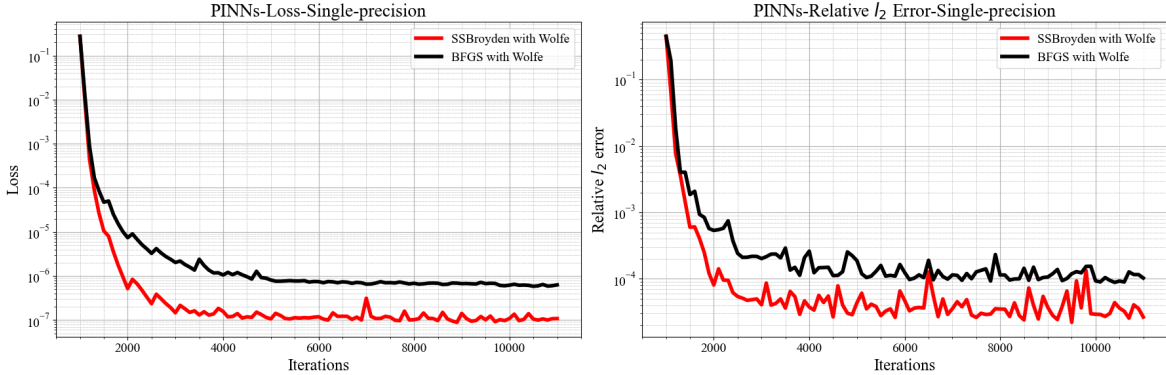 PINNs-Loss-Single-precision
SSBroyden with Wolfe
BFGS with Wolfe
Loss
10⁻¹
10⁻²
10⁻³
10⁻⁴
10⁻⁵
10⁻⁶
10⁻⁷
2000 4000 6000 8000 10000
Iterations
PINNs-Relative l₂ Error-Single-precision
SSBroyden with Wolfe
BFGS with Wolfe
Relative l₂ error
10⁻¹
10⁻²
10⁻³
10⁻⁴
10⁻⁵
2000 4000 6000 8000 10000
Iterations